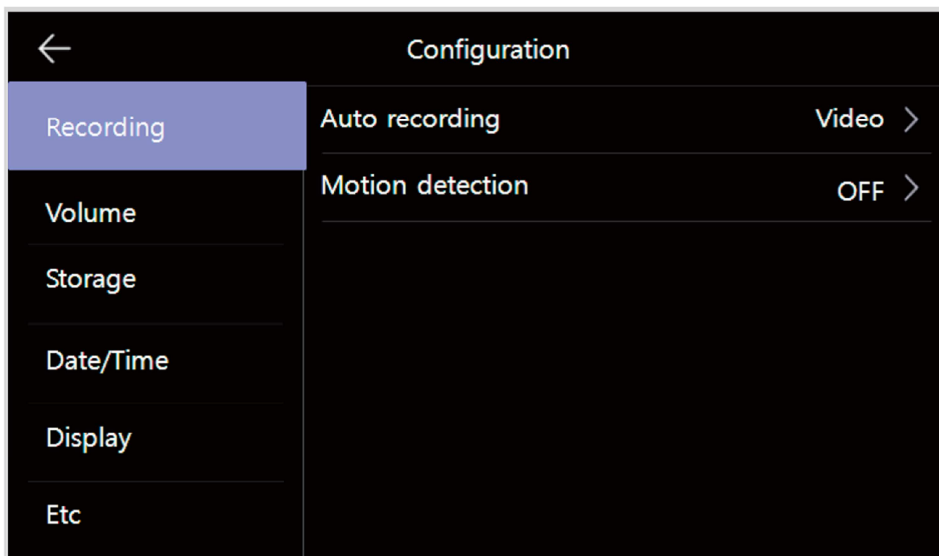 Configuration
Recording
Volume
Storage
Date/Time
Display
Etc
Auto recording Video
Motion detection OFF